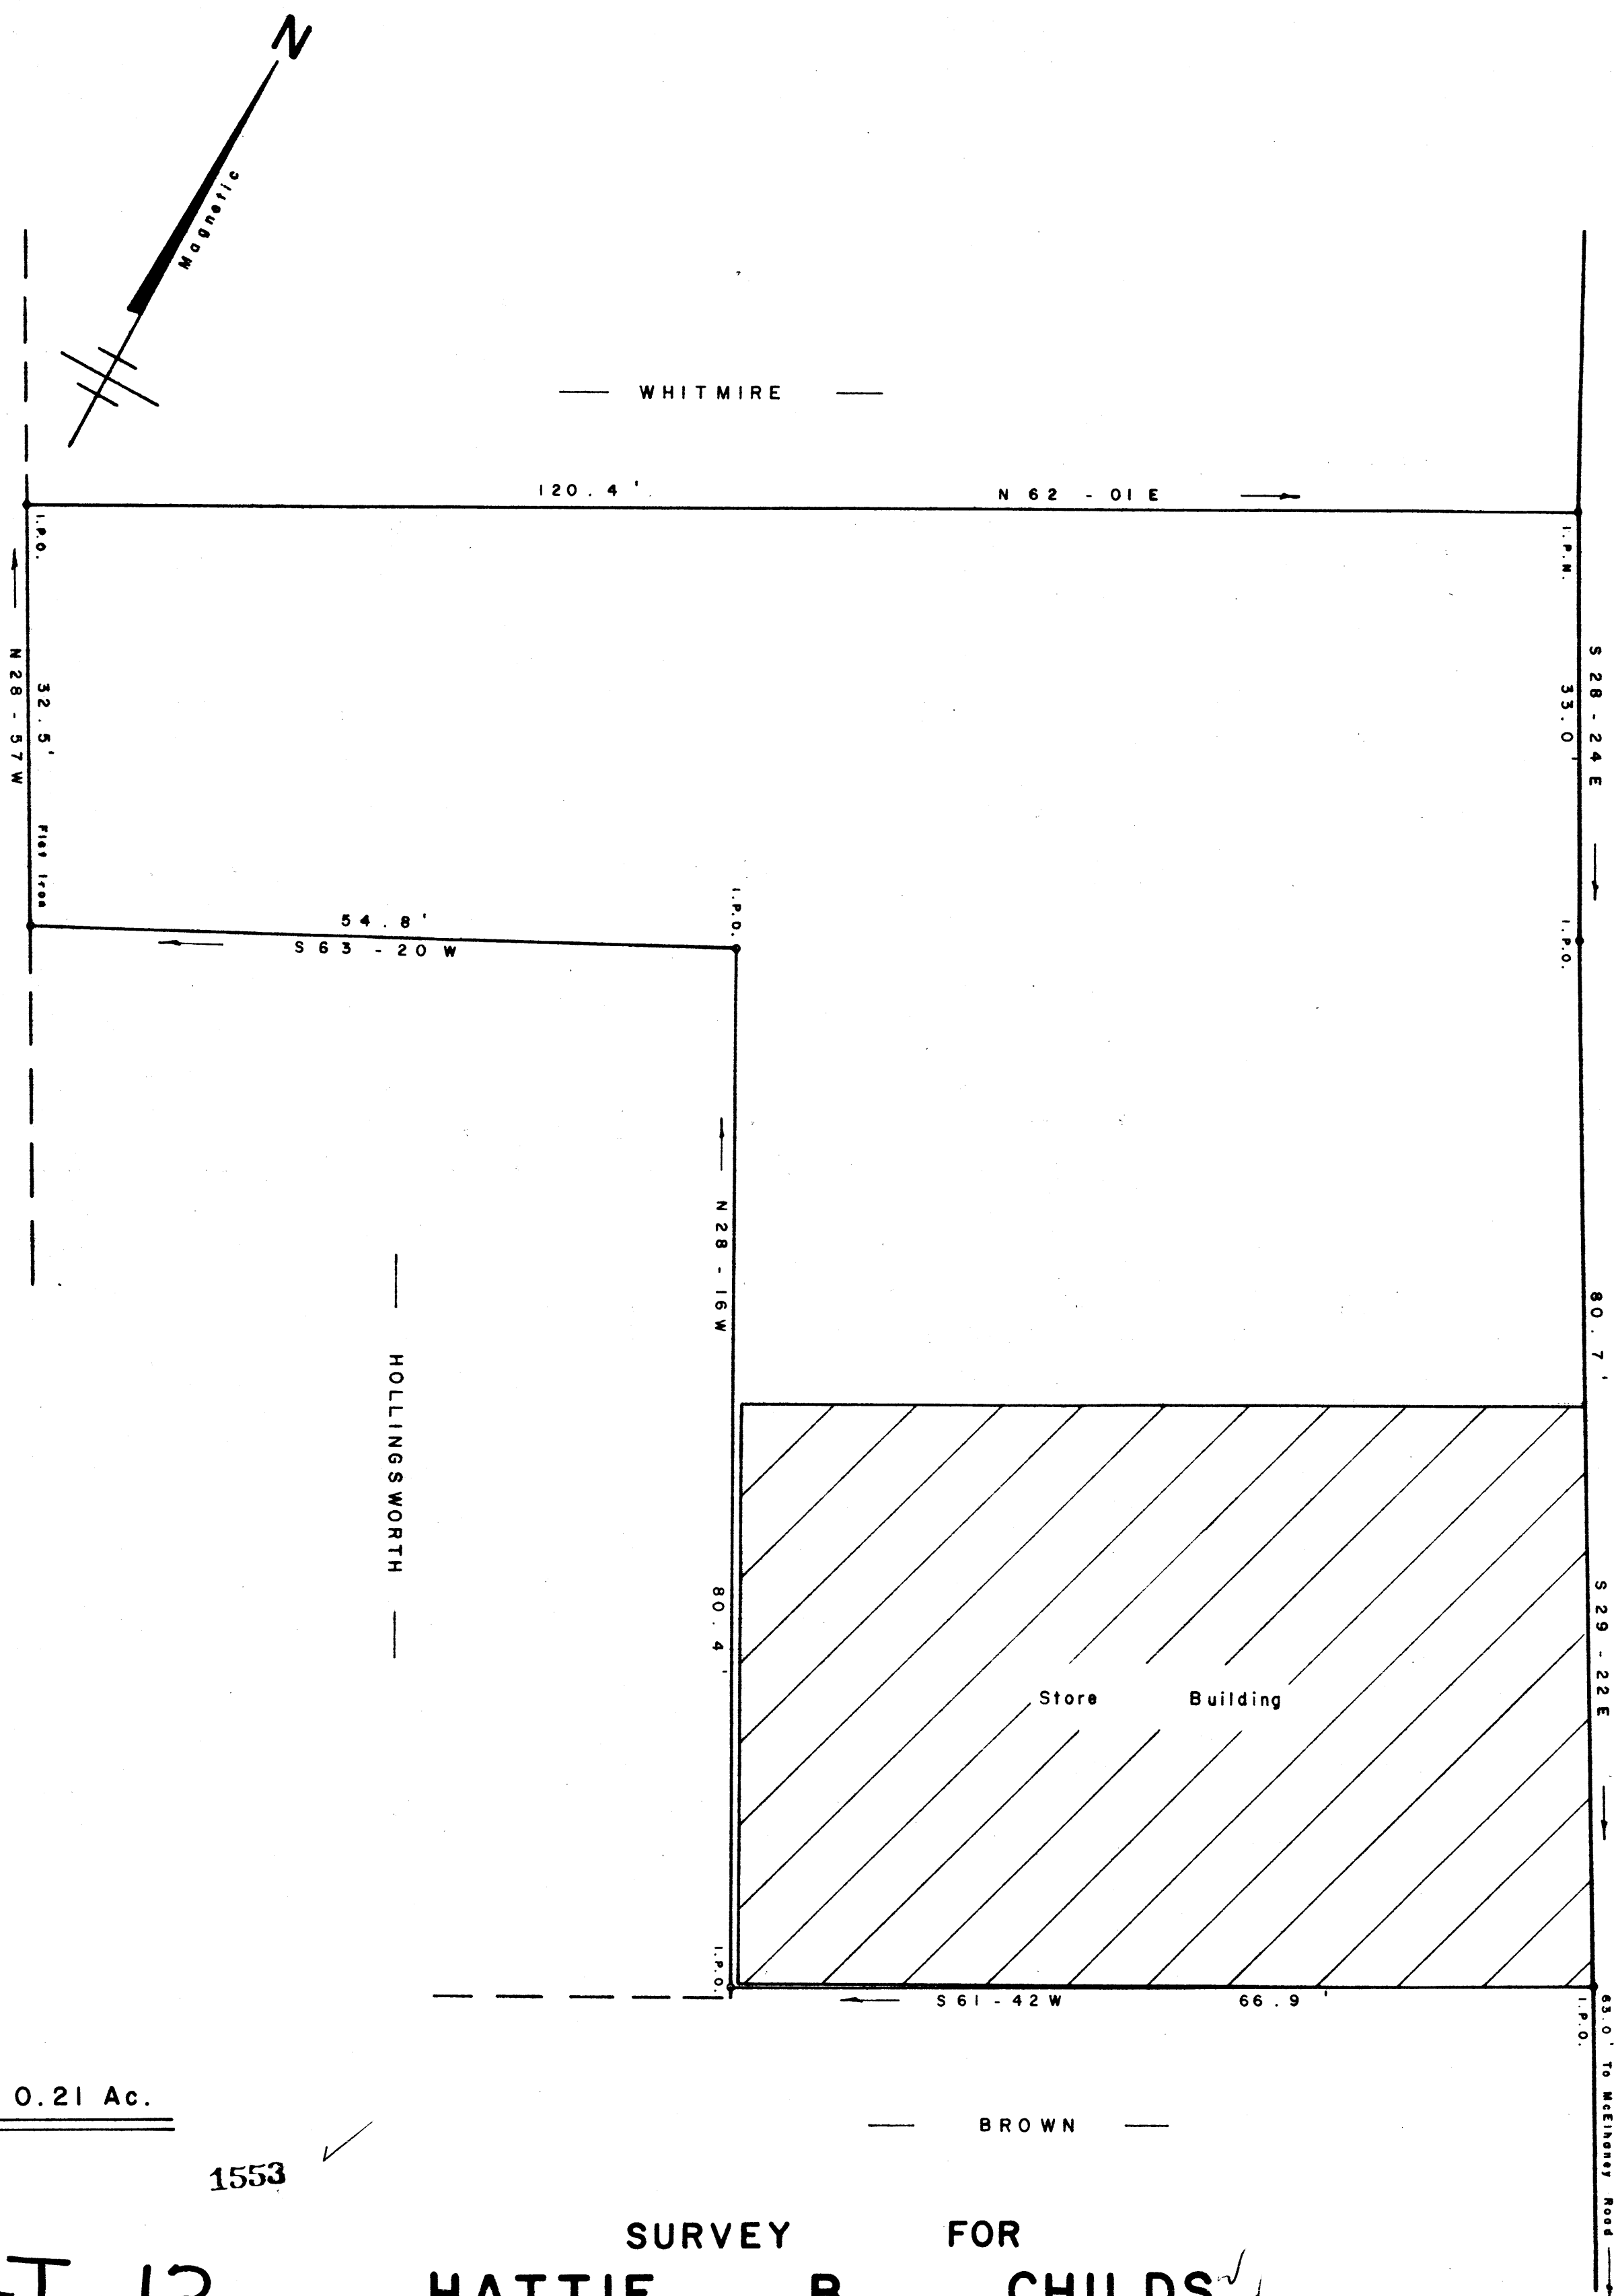 N
Magnetic
WHITMIRE
120.4' N 62 - 01 E
I.P.O.
I.P.N.
N 28 - 57 W
32.5'
Flat Iron
S 28 - 24 E
33.0'
I.P.O.
54.8'
S 63 - 20 W
I.P.O.
N 28 - 16 W
80.4'
80.7'
S 29 - 22 E
HOLLINGSWORTH
Store Building
I.P.O.
S 61 - 42 W 66.9'
I.P.O.
63.0' To McElhaney Road
0.21 Ac.
BROWN
1553
SURVEY FOR
HATTIE B. CHILDS